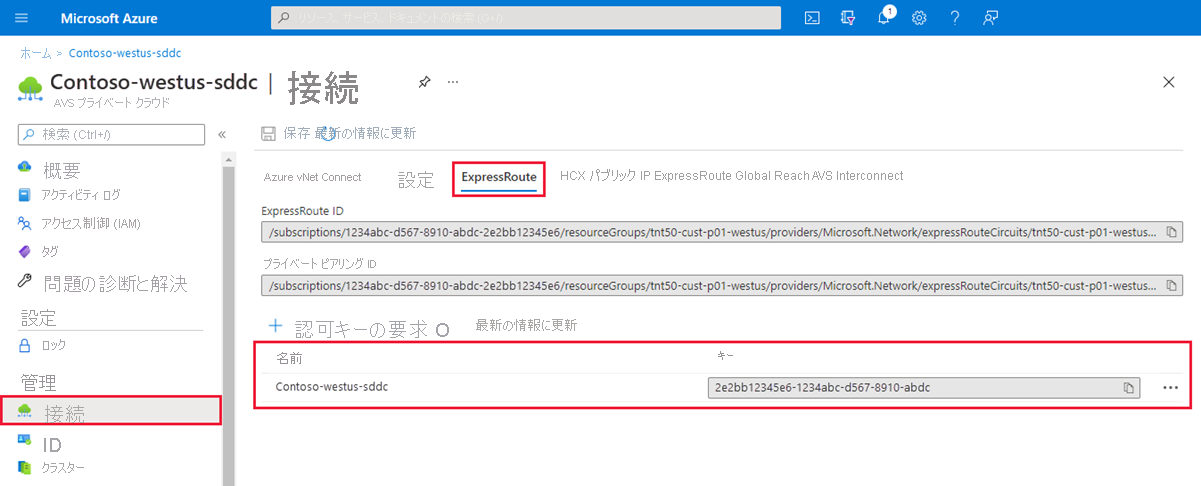 Microsoft Azure
リソース、サービス、ドキュメントの検索 (G+/)
1
ホーム > Contoso-westus-sddc
Contoso-westus-sddc | 接続
AVS プライベート クラウド
検索 (Ctrl+/)
保存 最新の情報に更新
概要
アクティビティ ログ
アクセス制御 (IAM)
タグ
問題の診断と解決
設定
ロック
管理
接続
ID
クラスター
Azure vNet Connect 設定 ExpressRoute HCX パブリック IP ExpressRoute Global Reach AVS Interconnect
ExpressRoute ID
/subscriptions/1234abc-d567-8910-abdc-2e2bb12345e6/resourceGroups/tnt50-cust-p01-westus/providers/Microsoft.Network/expressRouteCircuits/tnt50-cust-p01-westus...
プライベート ピアリング ID
/subscriptions/1234abc-d567-8910-abdc-2e2bb12345e6/resourceGroups/tnt50-cust-p01-westus/providers/Microsoft.Network/expressRouteCircuits/tnt50-cust-p01-westus...
+ 認可キーの要求 O 最新の情報に更新
名前 キー
Contoso-westus-sddc 2e2bb12345e6-1234abc-d567-8910-abdc